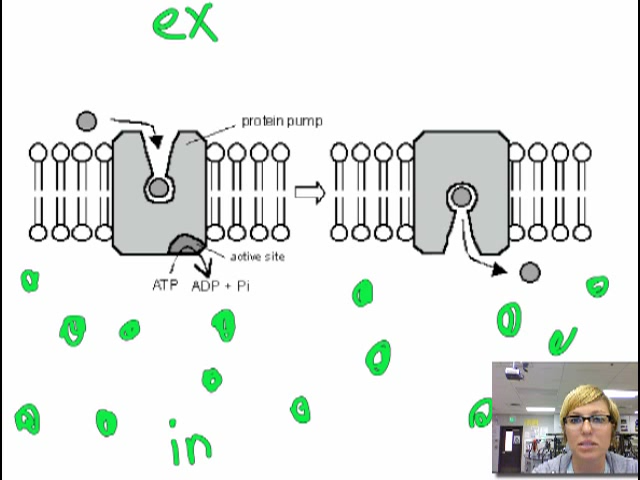 ex
protein pump
active site
ATP
ADP + Pi
in